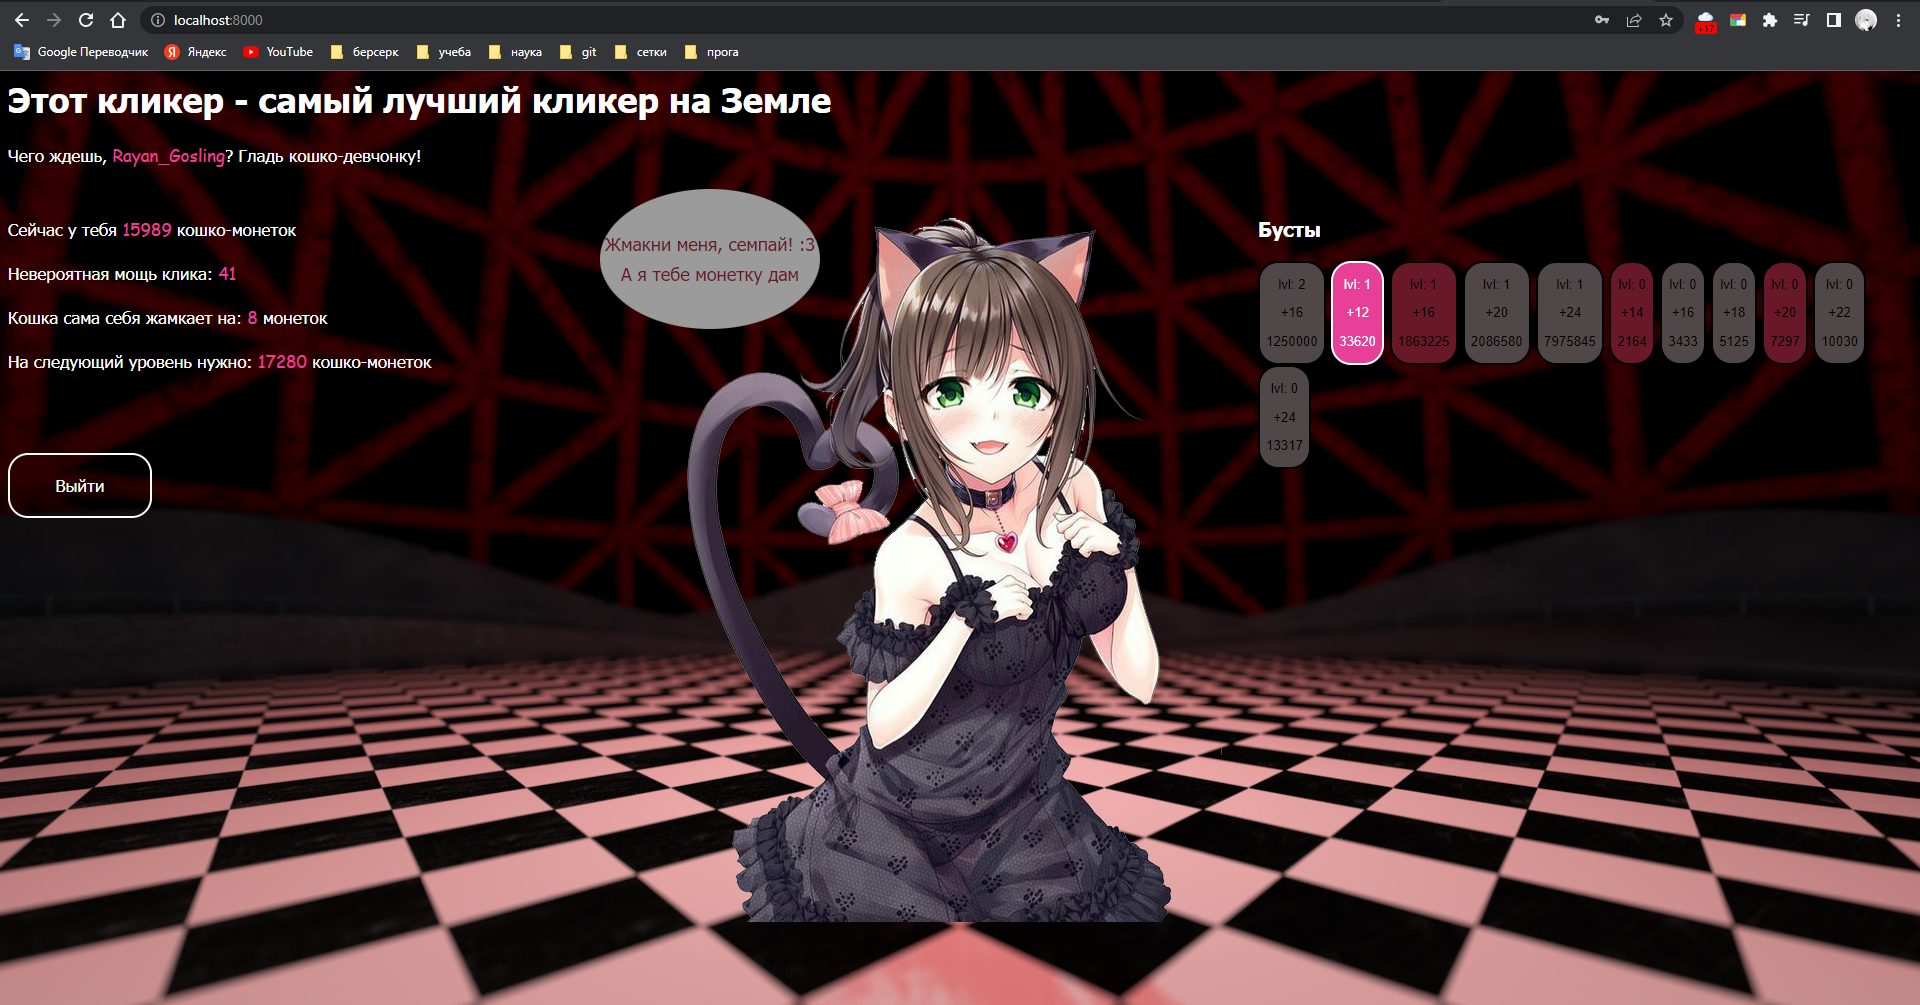 localhost:8000
+17
Google Переводчик
Яндекс
YouTube
берсерк
учеба
наука
git
сетки
прога
Этот кликер - самый лучший кликер на Земле
Чего ждешь, Rayan_Gosling? Гладь кошко-девчонку!
Сейчас у тебя 15989 кошко-монеток
Невероятная мощь клика: 41
Кошка сама себя жамкает на: 8 монеток
На следующий уровень нужно: 17280 кошко-монеток
Выйти
Жмакни меня, семпай! :3
А я тебе монетку дам
Бусты
lvl: 2
+16
1250000
lvl: 1
+12
33620
lvl: 1
+16
1863225
lvl: 1
+20
2086580
lvl: 1
+24
7975845
lvl: 0
+14
2164
lvl: 0
+16
3433
lvl: 0
+18
5125
lvl: 0
+20
7297
lvl: 0
+22
10030
lvl: 0
+24
13317